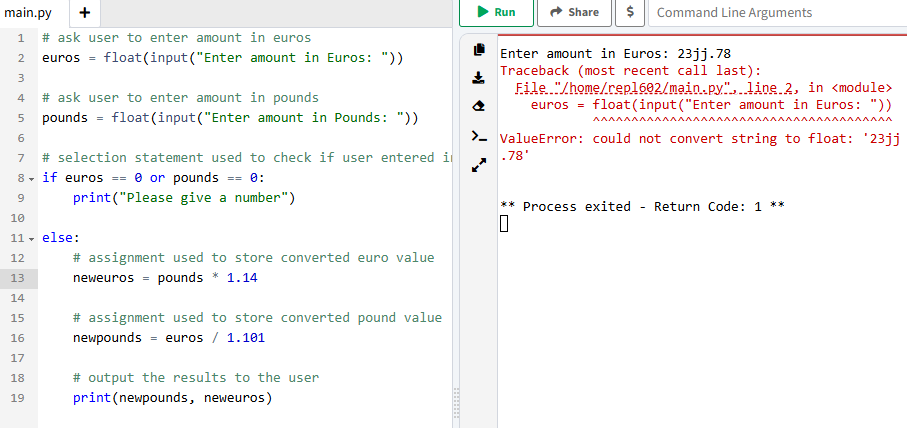 main.py
+
Run
Share
$
Command Line Arguments
1 # ask user to enter amount in euros
2 euros = float(input("Enter amount in Euros: "))
3
4 # ask user to enter amount in pounds
5 pounds = float(input("Enter amount in Pounds: "))
6
7 # selection statement used to check if user entered
8 if euros == 0 or pounds == 0:
9 print("Please give a number")
10
11 else:
12 # assignment used to store converted euro value
13 neweuros = pounds * 1.14
14
15 # assignment used to store converted pound value
16 newpounds = euros / 1.101
17
18 # output the results to the user
19 print(newpounds, neweuros)
Enter amount in Euros: 23jj.78
Traceback (most recent call last):
File "/home/repl602/main.py", line 2, in <module>
euros = float(input("Enter amount in Euros: "))
^^^^^^^^^^^^^^^^^^^^^^^^^^^^^^^^^^^^^^^
ValueError: could not convert string to float: '23jj
.78'
** Process exited - Return Code: 1 **